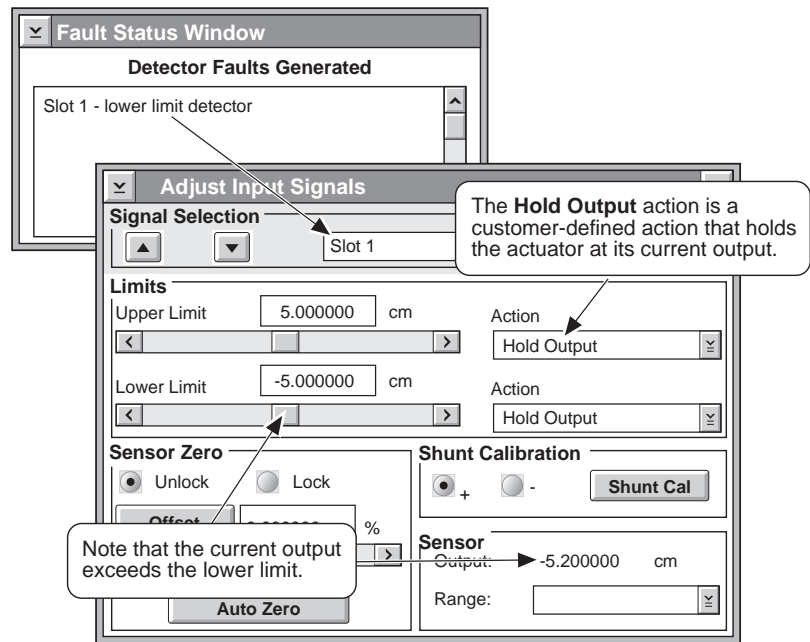 Fault Status Window
Detector Faults Generated
Slot 1 - lower limit detector
Adjust Input Signals
Signal Selection
Slot 1
The Hold Output action is a
customer-defined action that holds
the actuator at its current output.
Limits
Upper Limit 5.000000 cm Action
Hold Output
Lower Limit -5.000000 cm Action
Hold Output
Sensor Zero
Unlock Lock
Offset %
Note that the current output
exceeds the lower limit.
Auto Zero
Shunt Calibration
+ - Shunt Cal
Sensor
Output: -5.200000 cm
Range: